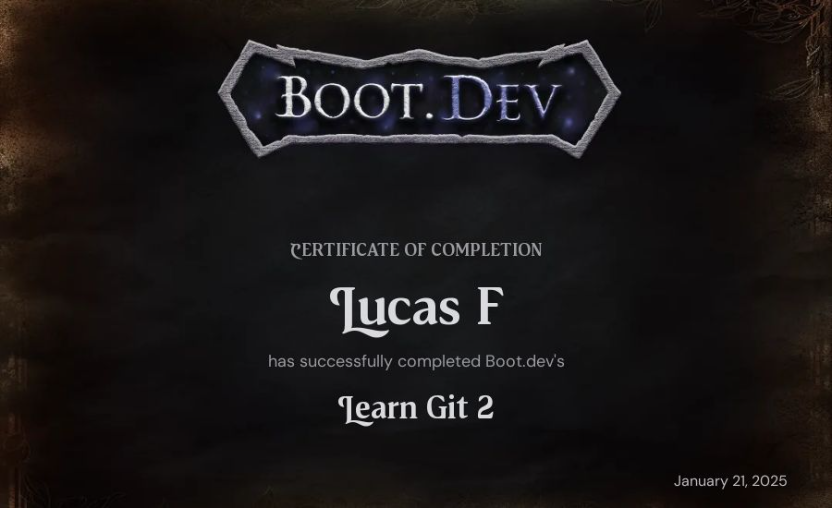 BOOT.DEV
CERTIFICATE OF COMPLETION
Lucas F
has successfully completed Boot.dev's
Learn Git 2
January 21, 2025